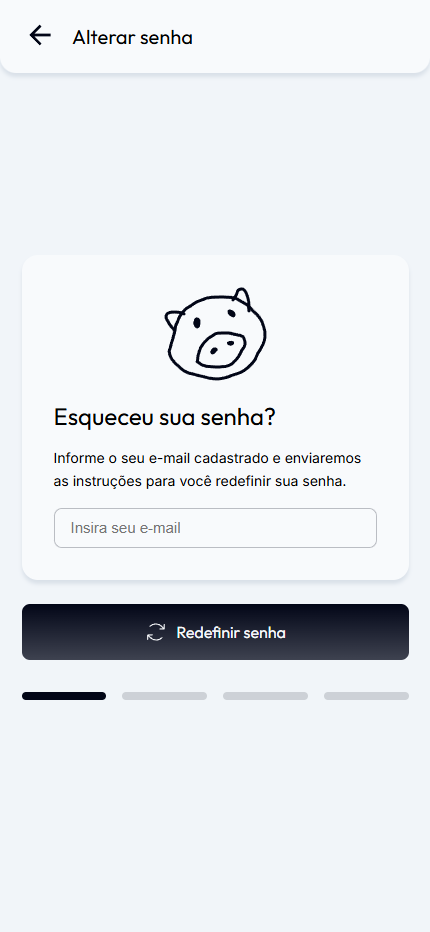 Alterar senha
Esqueceu sua senha?
Informe o seu e-mail cadastrado e enviaremos
as instruções para você redefinir sua senha.
Insira seu e-mail
Redefinir senha